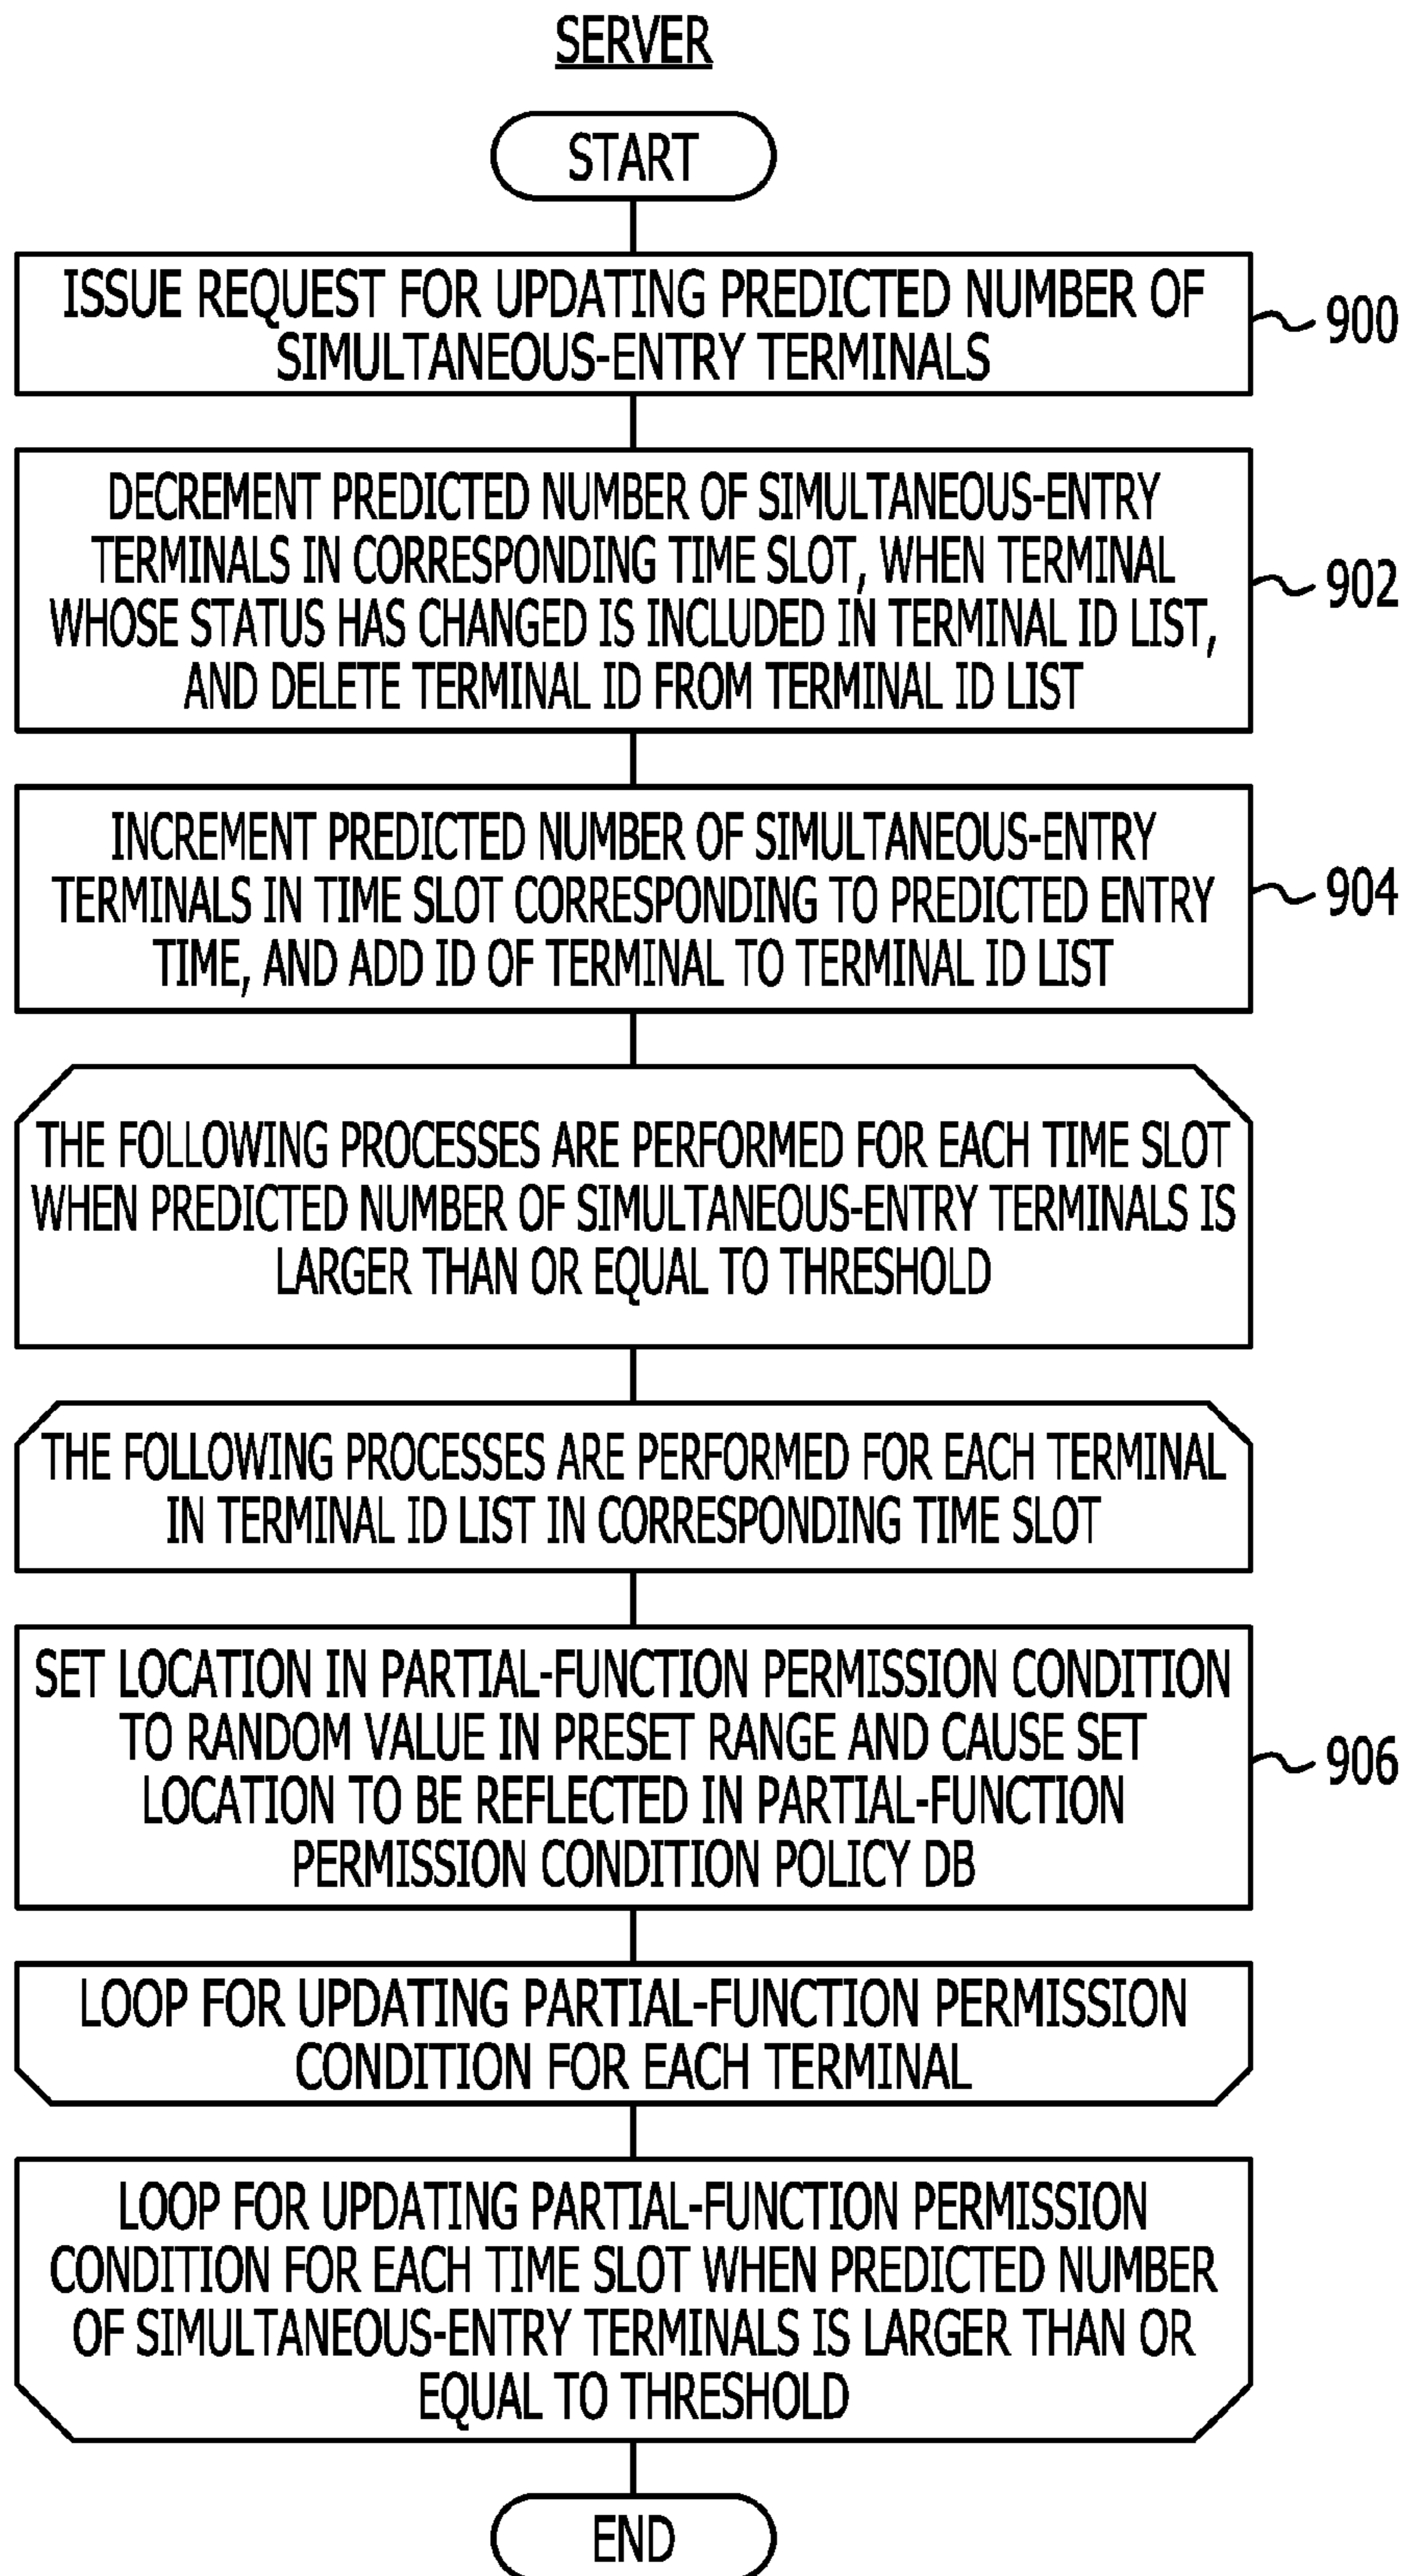 SERVER
START
ISSUE REQUEST FOR UPDATING PREDICTED NUMBER OF
SIMULTANEOUS-ENTRY TERMINALS
900
DECREMENT PREDICTED NUMBER OF SIMULTANEOUS-ENTRY
TERMINALS IN CORRESPONDING TIME SLOT, WHEN TERMINAL
WHOSE STATUS HAS CHANGED IS INCLUDED IN TERMINAL ID LIST,
AND DELETE TERMINAL ID FROM TERMINAL ID LIST
902
INCREMENT PREDICTED NUMBER OF SIMULTANEOUS-ENTRY
TERMINALS IN TIME SLOT CORRESPONDING TO PREDICTED ENTRY
TIME, AND ADD ID OF TERMINAL TO TERMINAL ID LIST
904
THE FOLLOWING PROCESSES ARE PERFORMED FOR EACH TIME SLOT
WHEN PREDICTED NUMBER OF SIMULTANEOUS-ENTRY TERMINALS IS
LARGER THAN OR EQUAL TO THRESHOLD
THE FOLLOWING PROCESSES ARE PERFORMED FOR EACH TERMINAL
IN TERMINAL ID LIST IN CORRESPONDING TIME SLOT
SET LOCATION IN PARTIAL-FUNCTION PERMISSION CONDITION
TO RANDOM VALUE IN PRESET RANGE AND CAUSE SET
LOCATION TO BE REFLECTED IN PARTIAL-FUNCTION
PERMISSION CONDITION POLICY DB
906
LOOP FOR UPDATING PARTIAL-FUNCTION PERMISSION
CONDITION FOR EACH TERMINAL
LOOP FOR UPDATING PARTIAL-FUNCTION PERMISSION
CONDITION FOR EACH TIME SLOT WHEN PREDICTED NUMBER
OF SIMULTANEOUS-ENTRY TERMINALS IS LARGER THAN OR
EQUAL TO THRESHOLD
END